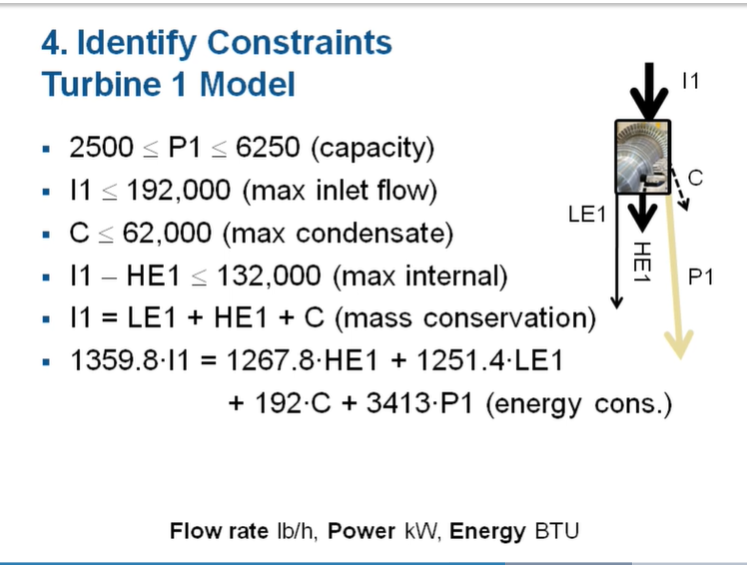 4. Identify Constraints
Turbine 1 Model
▪ 2500 ≤ P1 ≤ 6250 (capacity)
▪ I1 ≤ 192,000 (max inlet flow)
▪ C ≤ 62,000 (max condensate)
▪ I1 – HE1 ≤ 132,000 (max internal)
▪ I1 = LE1 + HE1 + C (mass conservation)
▪ 1359.8·I1 = 1267.8·HE1 + 1251.4·LE1
+ 192·C + 3413·P1 (energy cons.)
I1
C
LE1
HE1
P1
Flow rate lb/h, Power kW, Energy BTU